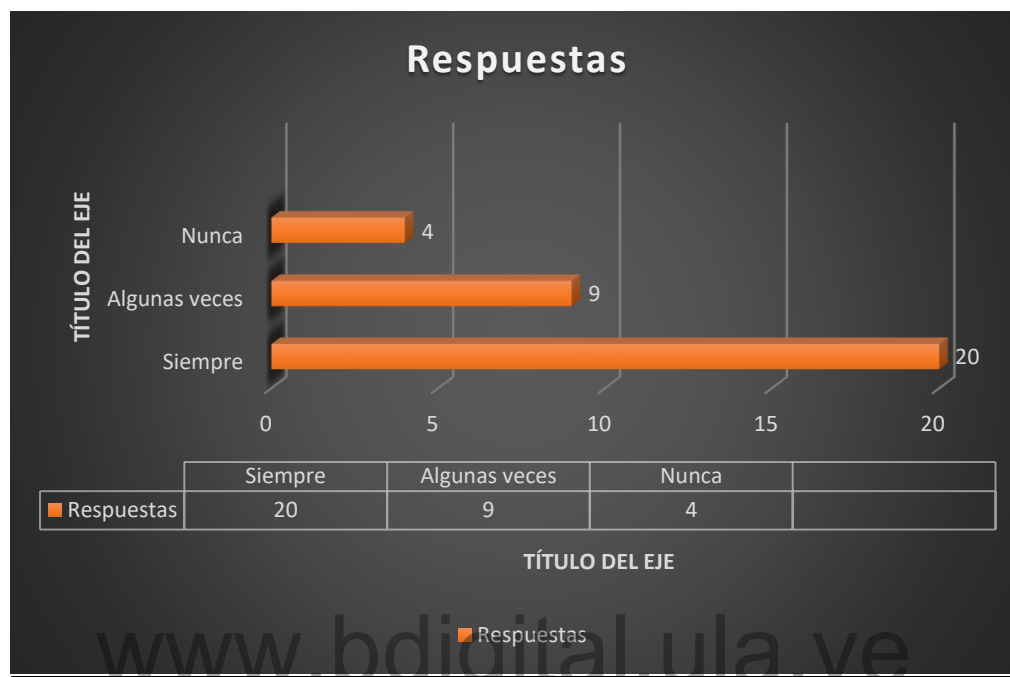 Respuestas
TÍTULO DEL EJE
Nunca 4
Algunas veces 9
Siempre 20
0 5 10 15 20
Siempre Algunas veces Nunca
Respuestas 20 9 4
TÍTULO DEL EJE
Respuestas
www.bdigital.ula.ve